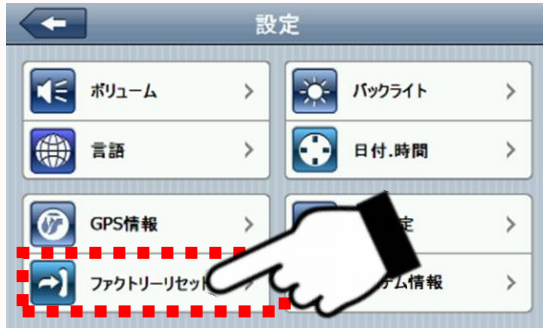 設定
ボリューム
バックライト
言語
日付.時間
GPS情報
定
ファクトリーリセット
テム情報